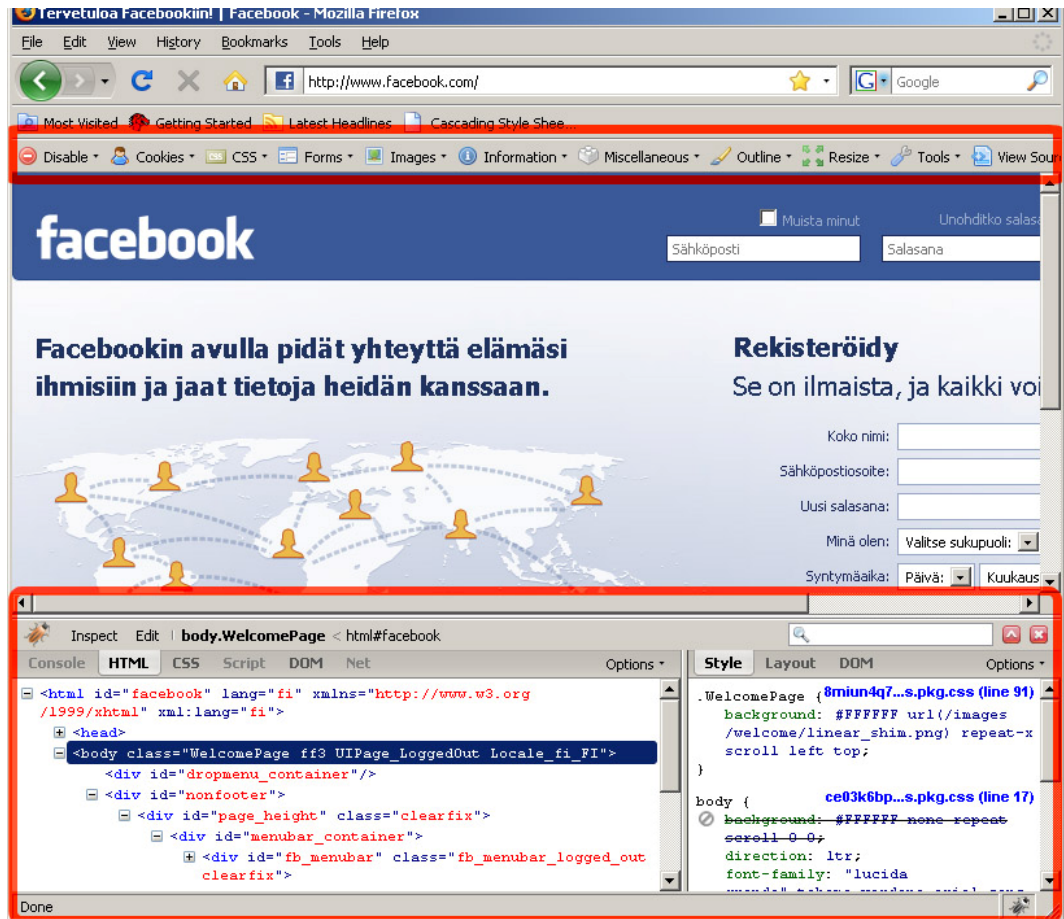 Tervetuloa Facebookiin! | Facebook - Mozilla Firefox
File Edit View History Bookmarks Tools Help
http://www.facebook.com/ Google
Most Visited Getting Started Latest Headlines Cascading Style Shee...
Disable Cookies CSS Forms Images Information Miscellaneous Outline Resize Tools View
facebook
Muista minut Unohditko
Sähköposti Salasana
Facebookin avulla pidät yhteyttä elämäsi
ihmisiin ja jaat tietoja heidän kanssaan.
Rekisteröidy
Se on ilmaista, ja kaikki voi
Koko nimi:
Sähköpostiosoite:
Uusi salasana:
Minä olen: Valitse sukupuoli:
Syntymäaika: Päivä: Kuukaus
Inspect Edit body.WelcomePage < html#facebook
Console HTML CSS Script DOM Net Options
<html id="facebook" lang="fi" xmlns="http://www.w3.org
/1999/xhtml" xml:lang="fi">
<head>
<body class="WelcomePage ff3 UIPage_LoggedOut Locale_fi_FI">
<div id="dropmenu_container"/>
<div id="nonfooter">
<div id="page_height" class="clearfix">
<div id="menubar_container">
<div id="fb_menubar" class="fb_menubar_logged_out
clearfix">
Style Layout DOM Options
.WelcomePage { 8miun4q7...s.pkg.css (line 91)
background: #FFFFFF url(/images
/welcome/linear_shim.png) repeat-x
scroll left top;
}
body { ce03k6bp...s.pkg.css (line 17)
background: #FFFFFF none repeat
scroll 0 0;
direction: ltr;
font-family: "lucida
Done